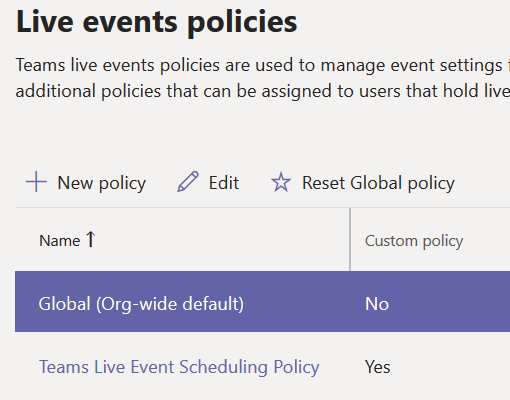 Live events policies
Teams live events policies are used to manage event settings
additional policies that can be assigned to users that hold live
New policy Edit Reset Global policy
Name ↑ Custom policy
Global (Org-wide default) No
Teams Live Event Scheduling Policy Yes